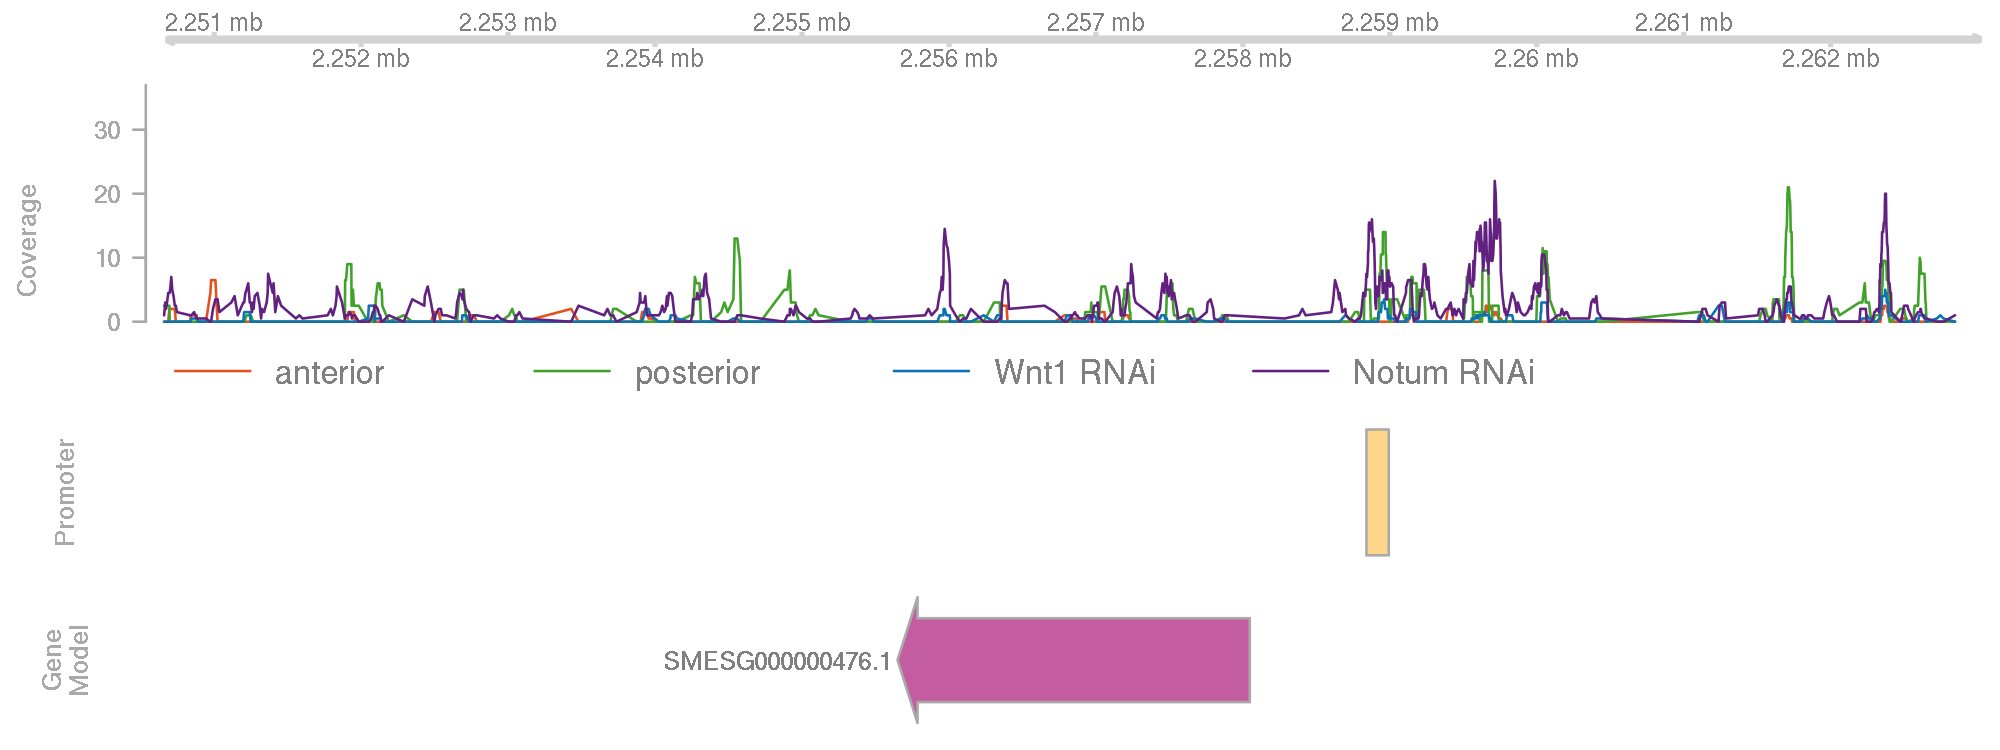 2.251 mb 2.253 mb 2.255 mb 2.257 mb 2.259 mb 2.261 mb
2.252 mb 2.254 mb 2.256 mb 2.258 mb 2.26 mb 2.262 mb
Coverage
30
20
10
0
anterior posterior Wnt1 RNAi Notum RNAi
Promoter
Gene
Model
SMESG000000476.1